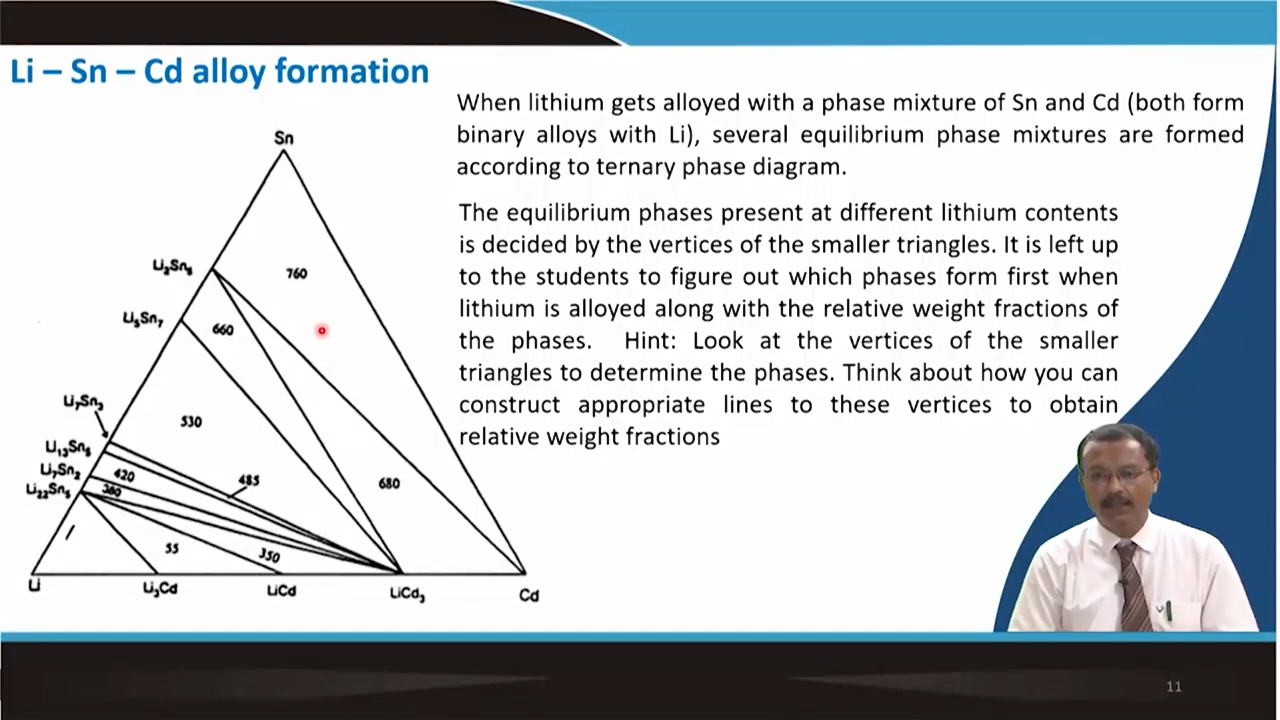 Li – Sn – Cd alloy formation
When lithium gets alloyed with a phase mixture of Sn and Cd (both form
binary alloys with Li), several equilibrium phase mixtures are formed
according to ternary phase diagram.
The equilibrium phases present at different lithium contents
is decided by the vertices of the smaller triangles. It is left up
to the students to figure out which phases form first when
lithium is alloyed along with the relative weight fractions of
the phases. Hint: Look at the vertices of the smaller
triangles to determine the phases. Think about how you can
construct appropriate lines to these vertices to obtain
relative weight fractions
Sn
Li₂Sn₅
760
Li₅Sn₇
660
Li₇Sn₃
530
Li₁₃Sn₅
Li₇Sn₂
420
485
680
Li₂₂Sn₅
360
1
55
350
Li
Li₃Cd
LiCd
LiCd₃
Cd
11